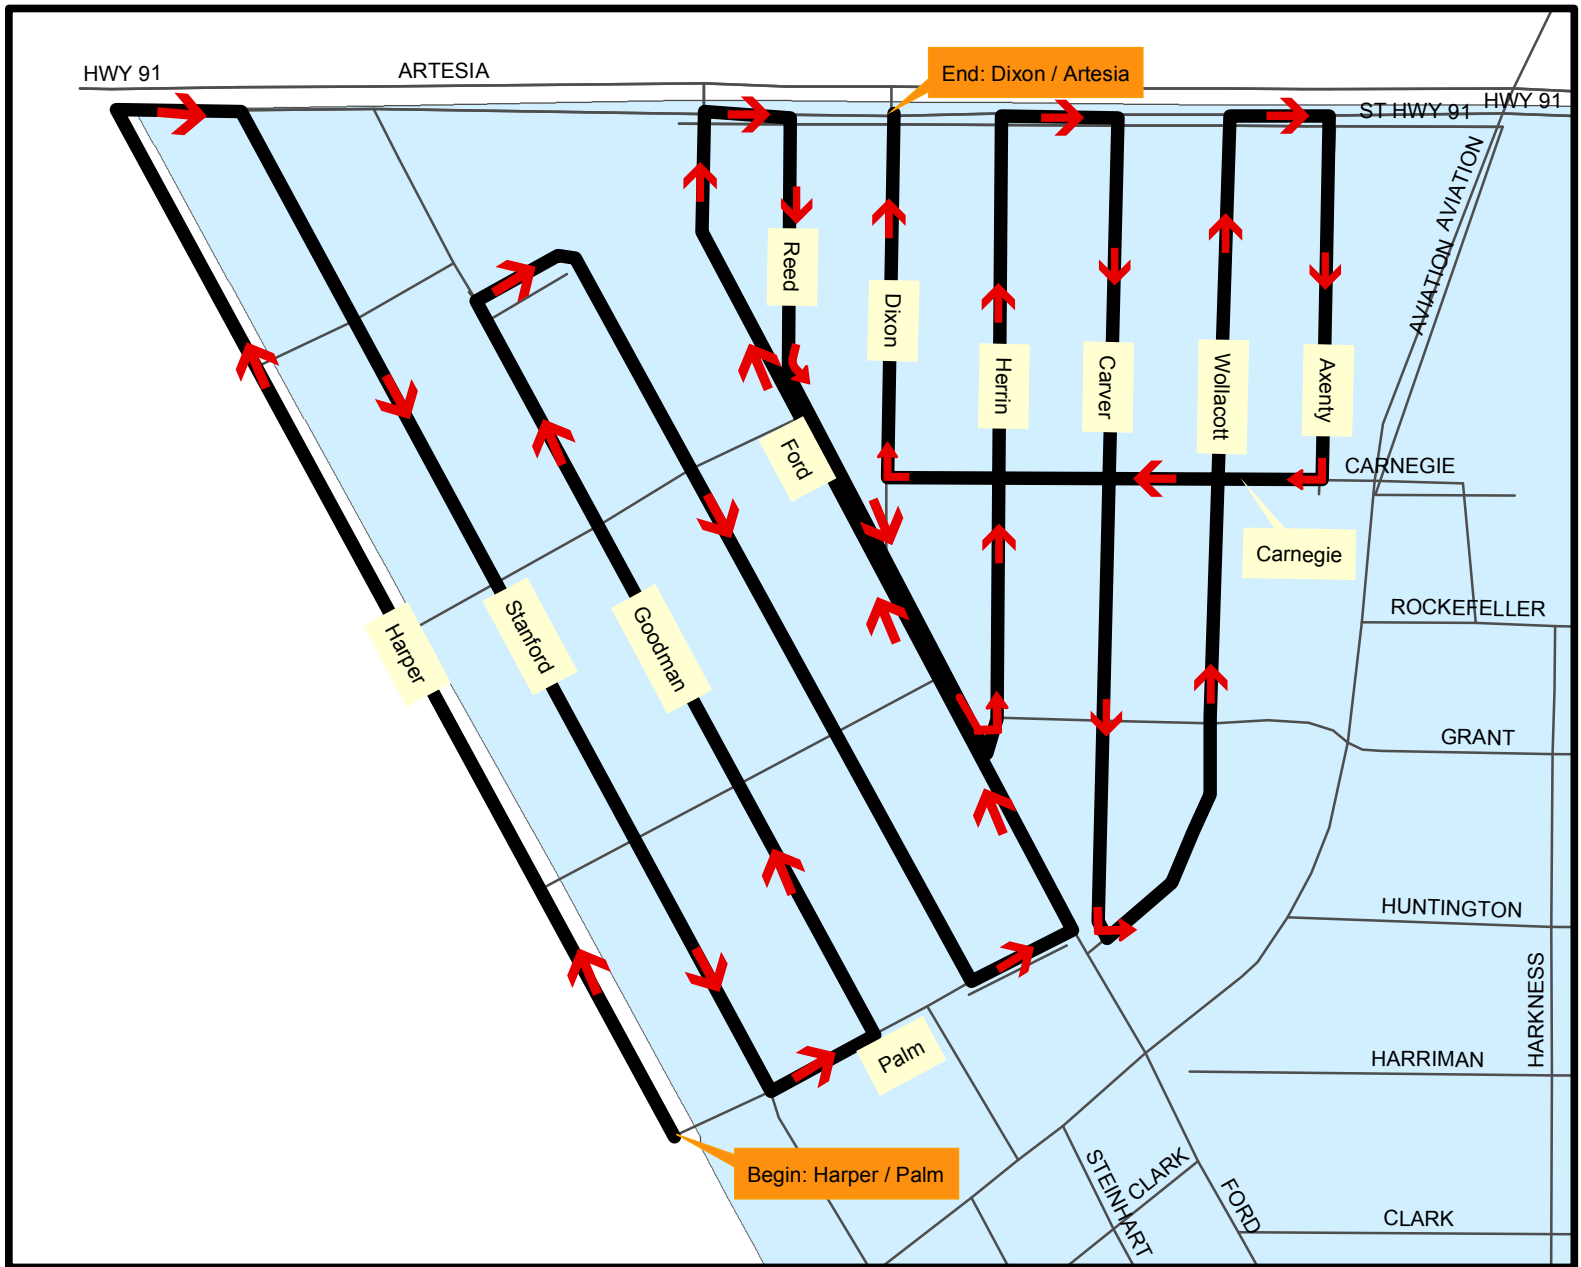 HWY 91
ARTESIA
End: Dixon / Artesia
HWY 91
ST HWY 91
AVIATION
AVIATION
Reed
Dixon
Herrin
Carver
Wollacott
Axenty
Ford
CARNEGIE
Carnegie
ROCKEFELLER
Harper
Stanford
Goodman
GRANT
HUNTINGTON
HARKNESS
Palm
HARRIMAN
Begin: Harper / Palm
STEINHART
CLARK
FORD
CLARK